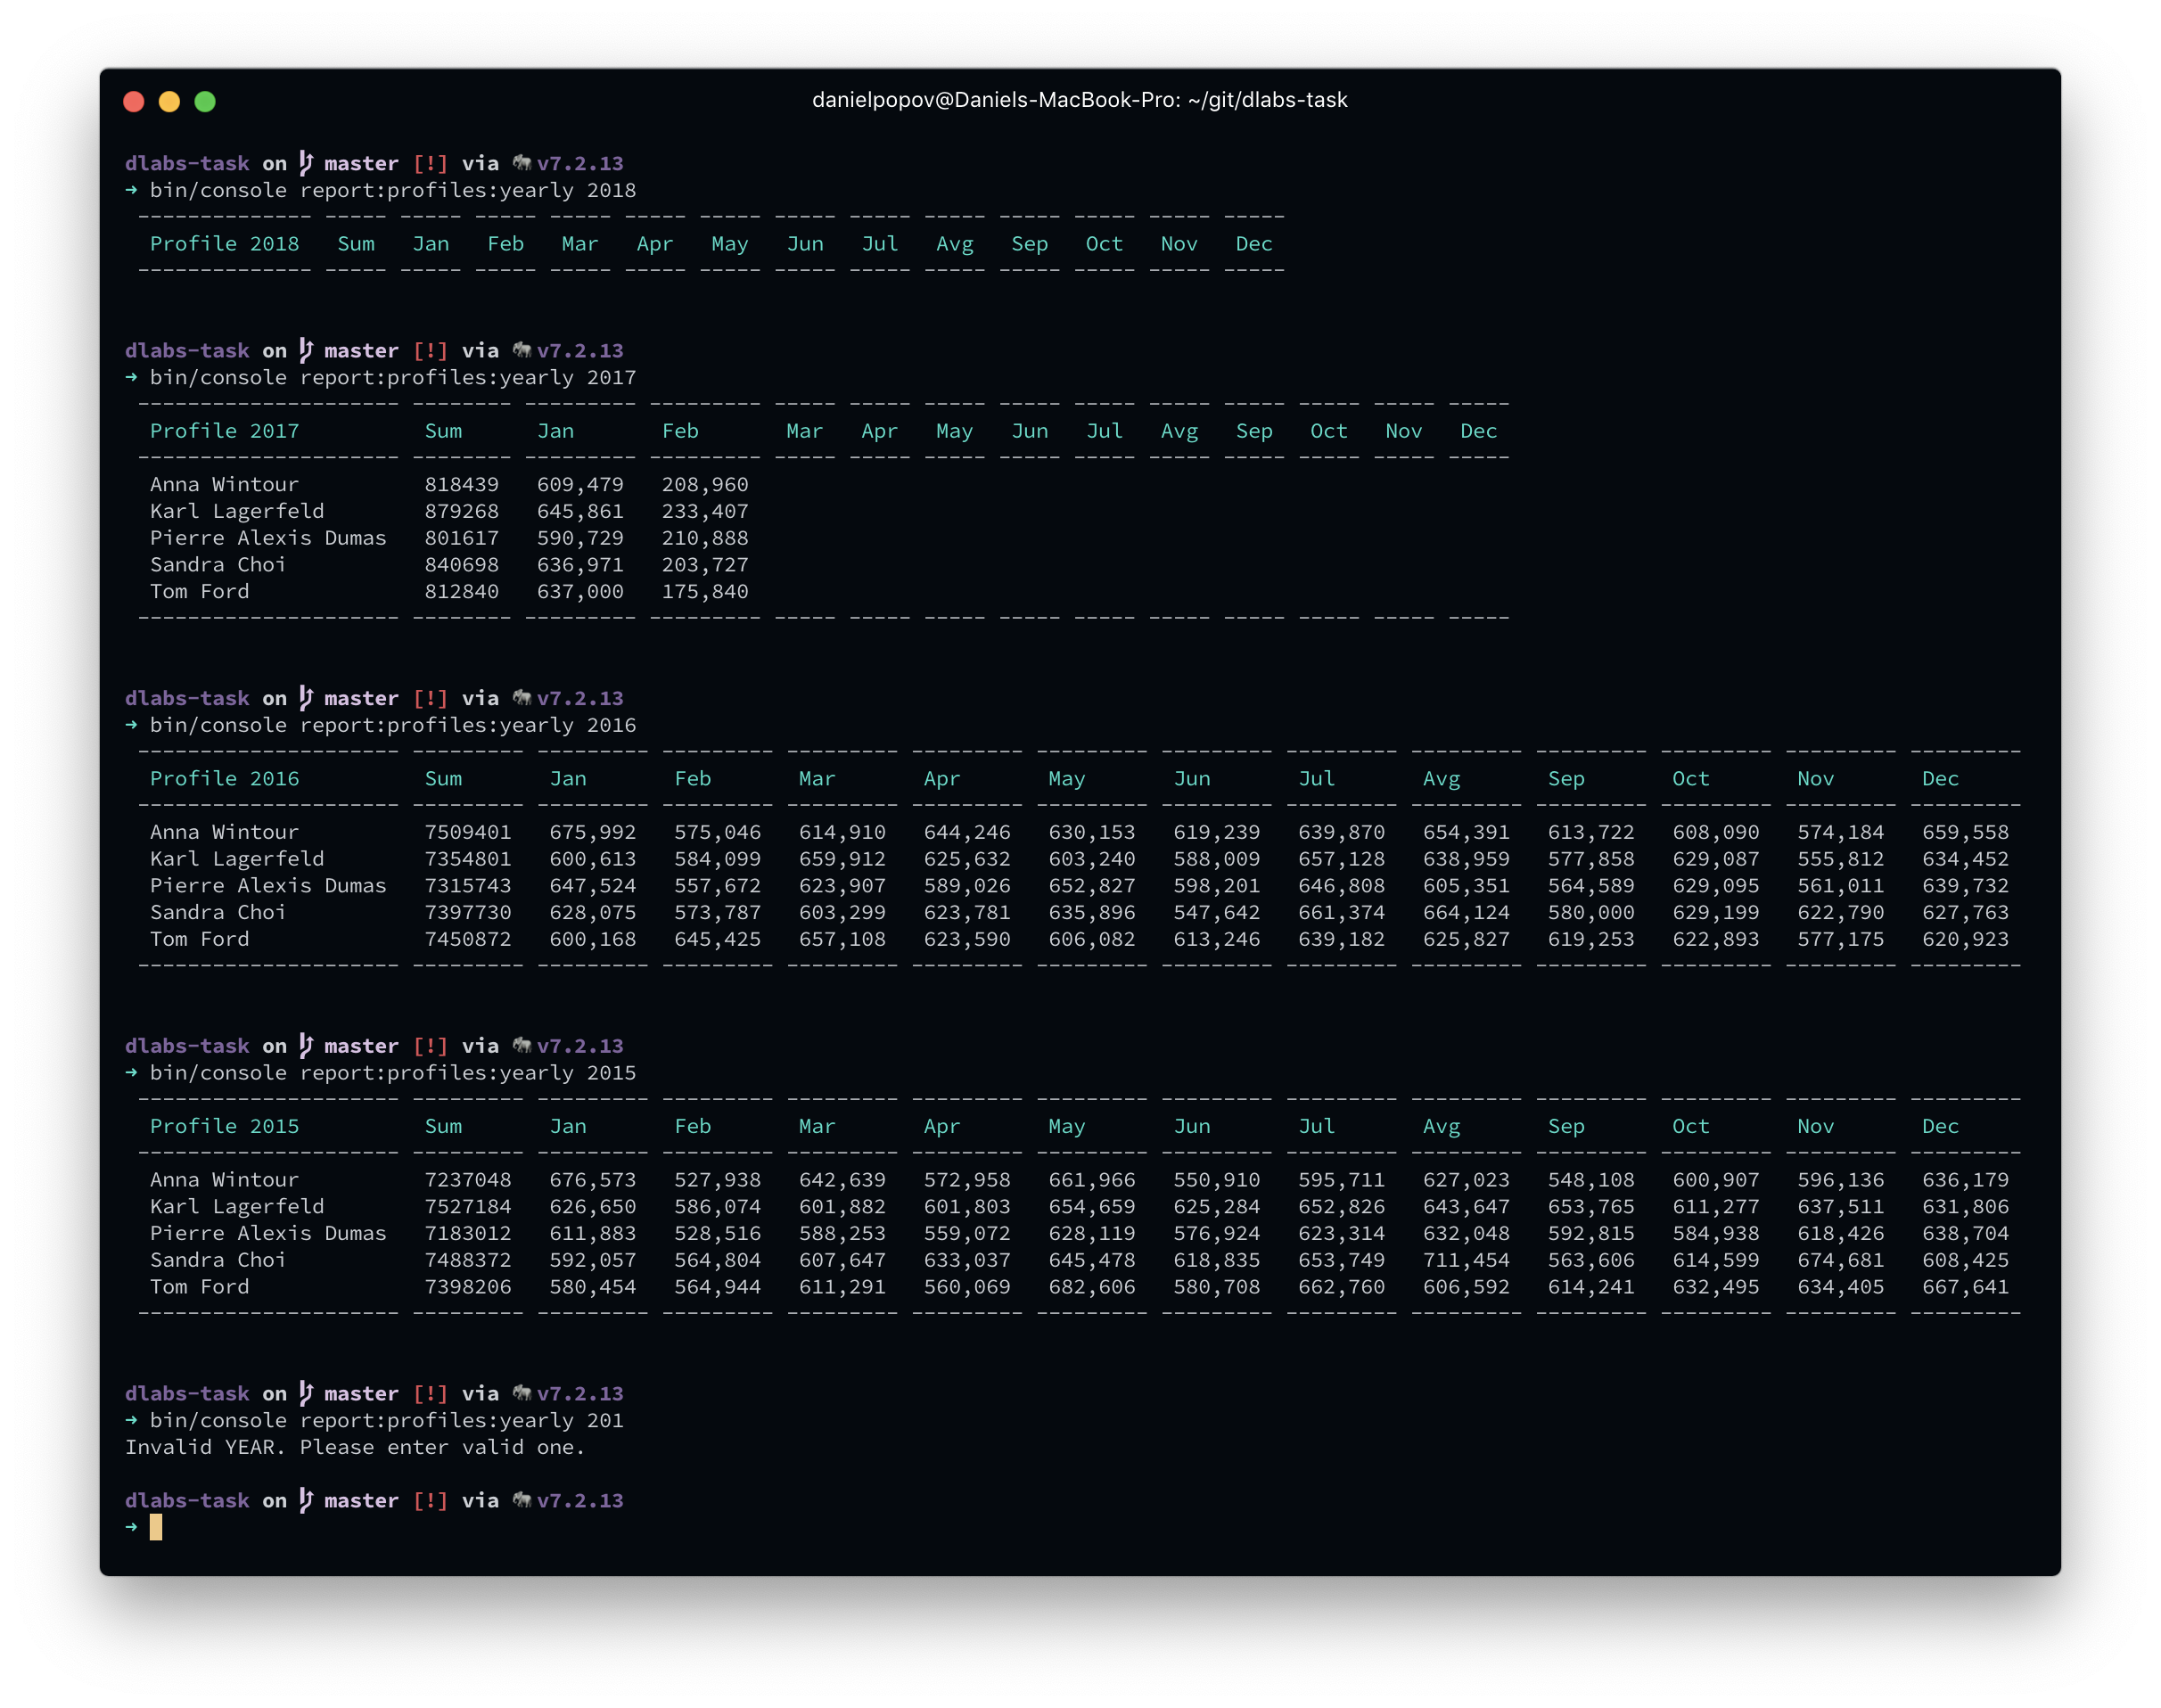 danielpopov@Daniels-MacBook-Pro: ~/git/dlabs-task
dlabs-task on master [!] via v7.2.13
➜ bin/console report:profiles:yearly 2018
-------------- ----- ----- ----- ----- ----- ----- ----- ----- ----- ----- ----- ----- -----
Profile 2018 Sum Jan Feb Mar Apr May Jun Jul Avg Sep Oct Nov Dec
-------------- ----- ----- ----- ----- ----- ----- ----- ----- ----- ----- ----- ----- -----
dlabs-task on master [!] via v7.2.13
➜ bin/console report:profiles:yearly 2017
--------------------- -------- --------- --------- ----- ----- ----- ----- ----- ----- ----- ----- ----- -----
Profile 2017 Sum Jan Feb Mar Apr May Jun Jul Avg Sep Oct Nov Dec
--------------------- -------- --------- --------- ----- ----- ----- ----- ----- ----- ----- ----- ----- -----
Anna Wintour 818439 609,479 208,960
Karl Lagerfeld 879268 645,861 233,407
Pierre Alexis Dumas 801617 590,729 210,888
Sandra Choi 840698 636,971 203,727
Tom Ford 812840 637,000 175,840
--------------------- -------- --------- --------- ----- ----- ----- ----- ----- ----- ----- ----- ----- -----
dlabs-task on master [!] via v7.2.13
➜ bin/console report:profiles:yearly 2016
--------------------- --------- --------- --------- --------- --------- --------- --------- --------- --------- --------- --------- --------- ---------
Profile 2016 Sum Jan Feb Mar Apr May Jun Jul Avg Sep Oct Nov Dec
--------------------- --------- --------- --------- --------- --------- --------- --------- --------- --------- --------- --------- --------- ---------
Anna Wintour 7509401 675,992 575,046 614,910 644,246 630,153 619,239 639,870 654,391 613,722 608,090 574,184 659,558
Karl Lagerfeld 7354801 600,613 584,099 659,912 625,632 603,240 588,009 657,128 638,959 577,858 629,087 555,812 634,452
Pierre Alexis Dumas 7315743 647,524 557,672 623,907 589,026 652,827 598,201 646,808 605,351 564,589 629,095 561,011 639,732
Sandra Choi 7397730 628,075 573,787 603,299 623,781 635,896 547,642 661,374 664,124 580,000 629,199 622,790 627,763
Tom Ford 7450872 600,168 645,425 657,108 623,590 606,082 613,246 639,182 625,827 619,253 622,893 577,175 620,923
--------------------- --------- --------- --------- --------- --------- --------- --------- --------- --------- --------- --------- --------- ---------
dlabs-task on master [!] via v7.2.13
➜ bin/console report:profiles:yearly 2015
--------------------- --------- --------- --------- --------- --------- --------- --------- --------- --------- --------- --------- --------- ---------
Profile 2015 Sum Jan Feb Mar Apr May Jun Jul Avg Sep Oct Nov Dec
--------------------- --------- --------- --------- --------- --------- --------- --------- --------- --------- --------- --------- --------- ---------
Anna Wintour 7237048 676,573 527,938 642,639 572,958 661,966 550,910 595,711 627,023 548,108 600,907 596,136 636,179
Karl Lagerfeld 7527184 626,650 586,074 601,882 601,803 654,659 625,284 652,826 643,647 653,765 611,277 637,511 631,806
Pierre Alexis Dumas 7183012 611,883 528,516 588,253 559,072 628,119 576,924 623,314 632,048 592,815 584,938 618,426 638,704
Sandra Choi 7488372 592,057 564,804 607,647 633,037 645,478 618,835 653,749 711,454 563,606 614,599 674,681 608,425
Tom Ford 7398206 580,454 564,944 611,291 560,069 682,606 580,708 662,760 606,592 614,241 632,495 634,405 667,641
--------------------- --------- --------- --------- --------- --------- --------- --------- --------- --------- --------- --------- --------- ---------
dlabs-task on master [!] via v7.2.13
➜ bin/console report:profiles:yearly 201
Invalid YEAR. Please enter valid one.
dlabs-task on master [!] via v7.2.13
➜